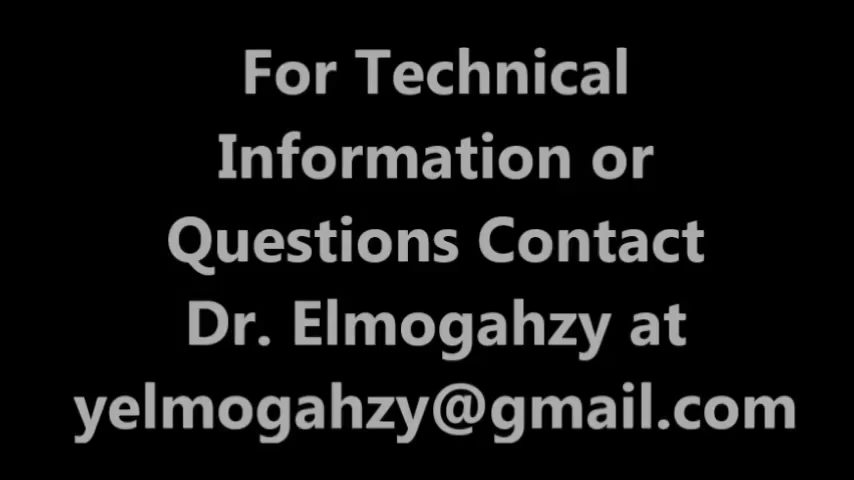 For Technical
Information or
Questions Contact
Dr. Elmogahzy at
yelmogahzy@gmail.com